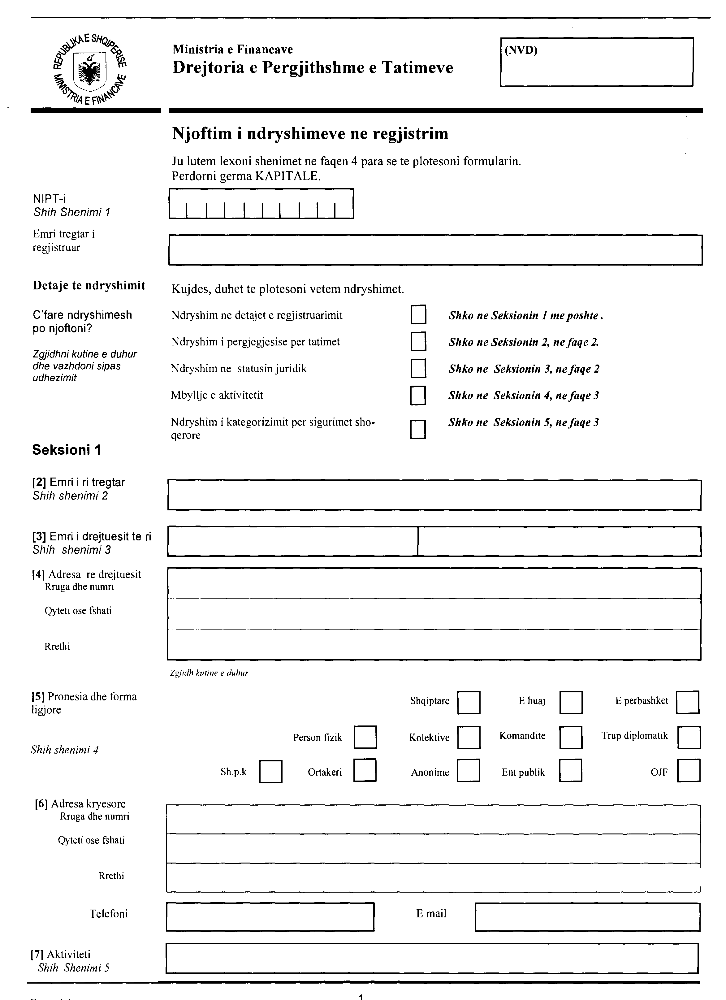 REPUBLIKA E SHQIPERISE
MINISTRIA E FINANCAVE
Ministria e Financave
Drejtoria e Pergjithshme e Tatimeve
(NVD)
Njoftim i ndryshimeve ne regjistrim
Ju lutem lexoni shenimet ne faqen 4 para se te plotesoni formularin.
Perdorni germa KAPITALE.
NIPT-i
Shih Shenimi 1
Emri tregtar i
regjistruar
Detaje te ndryshimit
Kujdes, duhet te plotesoni vetem ndryshimet.
C'fare ndryshimesh
po njoftoni?
Zgjidhni kutine e duhur
dhe vazhdoni sipas
udhezimit
Ndryshim ne detajet e regjistruarimit Shko ne Seksionin 1 me poshte .
Ndryshim i pergjegjesise per tatimet Shko ne Seksionin 2, ne faqe 2.
Ndryshim ne statusin juridik Shko ne Seksionin 3, ne faqe 2
Mbyllje e aktivitetit Shko ne Seksionin 4, ne faqe 3
Ndryshim i kategorizimit per sigurimet sho- Shko ne Seksionin 5, ne faqe 3
qerore
Seksioni 1
[2] Emri i ri tregtar
Shih shenimi 2
[3] Emri i drejtuesit te ri
Shih shenimi 3
[4] Adresa re drejtuesit
Rruga dhe numri
Qyteti ose fshati
Rrethi
Zgjidh kutine e duhur
[5] Pronesia dhe forma
ligjore
Shqiptare E huaj E perbashket
Person fizik Kolektive Komandite Trup diplomatik
Shih shenimi 4
Sh.p.k Ortakeri Anonime Ent publik OJF
[6] Adresa kryesore
Rruga dhe numri
Qyteti ose fshati
Rrethi
Telefoni E mail
[7] Aktiviteti
Shih Shenimi 5
1